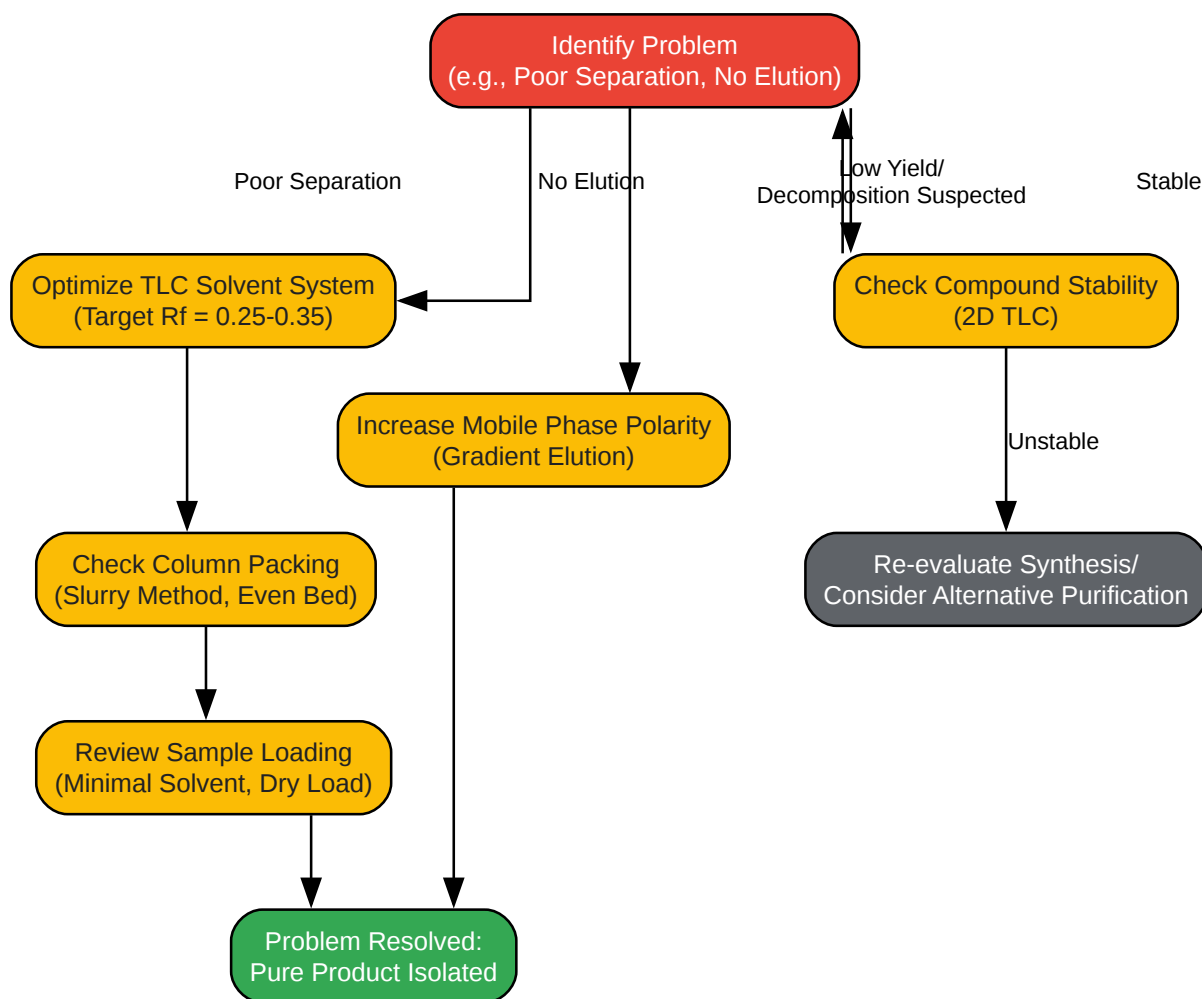 Identify Problem
(e.g., Poor Separation, No Elution)
Poor Separation
No Elution
Low Yield/
Decomposition Suspected
Stable
Optimize TLC Solvent System
(Target Rf = 0.25-0.35)
Check Compound Stability
(2D TLC)
Increase Mobile Phase Polarity
(Gradient Elution)
Unstable
Check Column Packing
(Slurry Method, Even Bed)
Re-evaluate Synthesis/
Consider Alternative Purification
Review Sample Loading
(Minimal Solvent, Dry Load)
Problem Resolved:
Pure Product Isolated